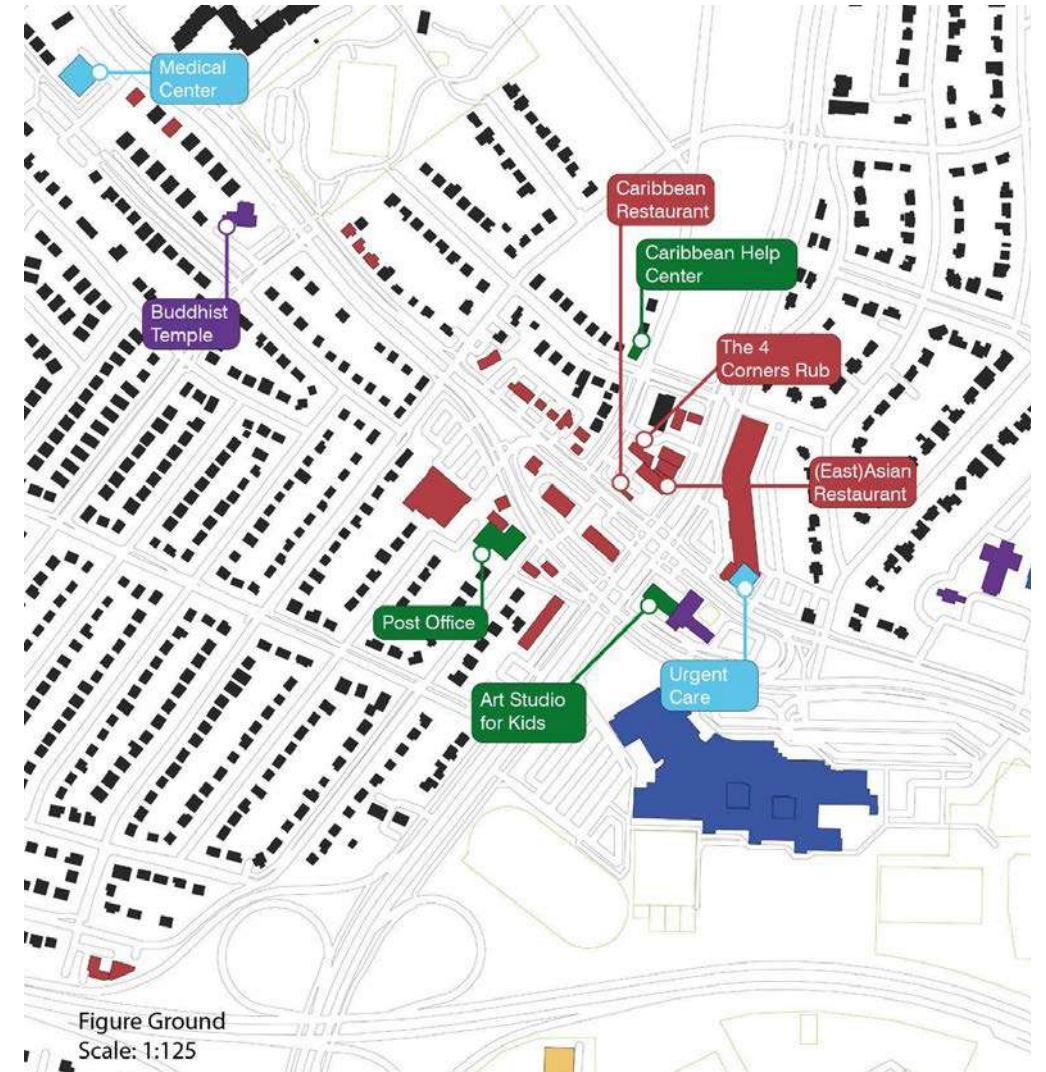 Medical
Center
Caribbean
Restaurant
Caribbean Help
Center
Buddhist
Temple
The 4
Corners Rub
(East)Asian
Restaurant
Post Office
Urgent
Care
Art Studio
for Kids
Figure Ground
Scale: 1:125